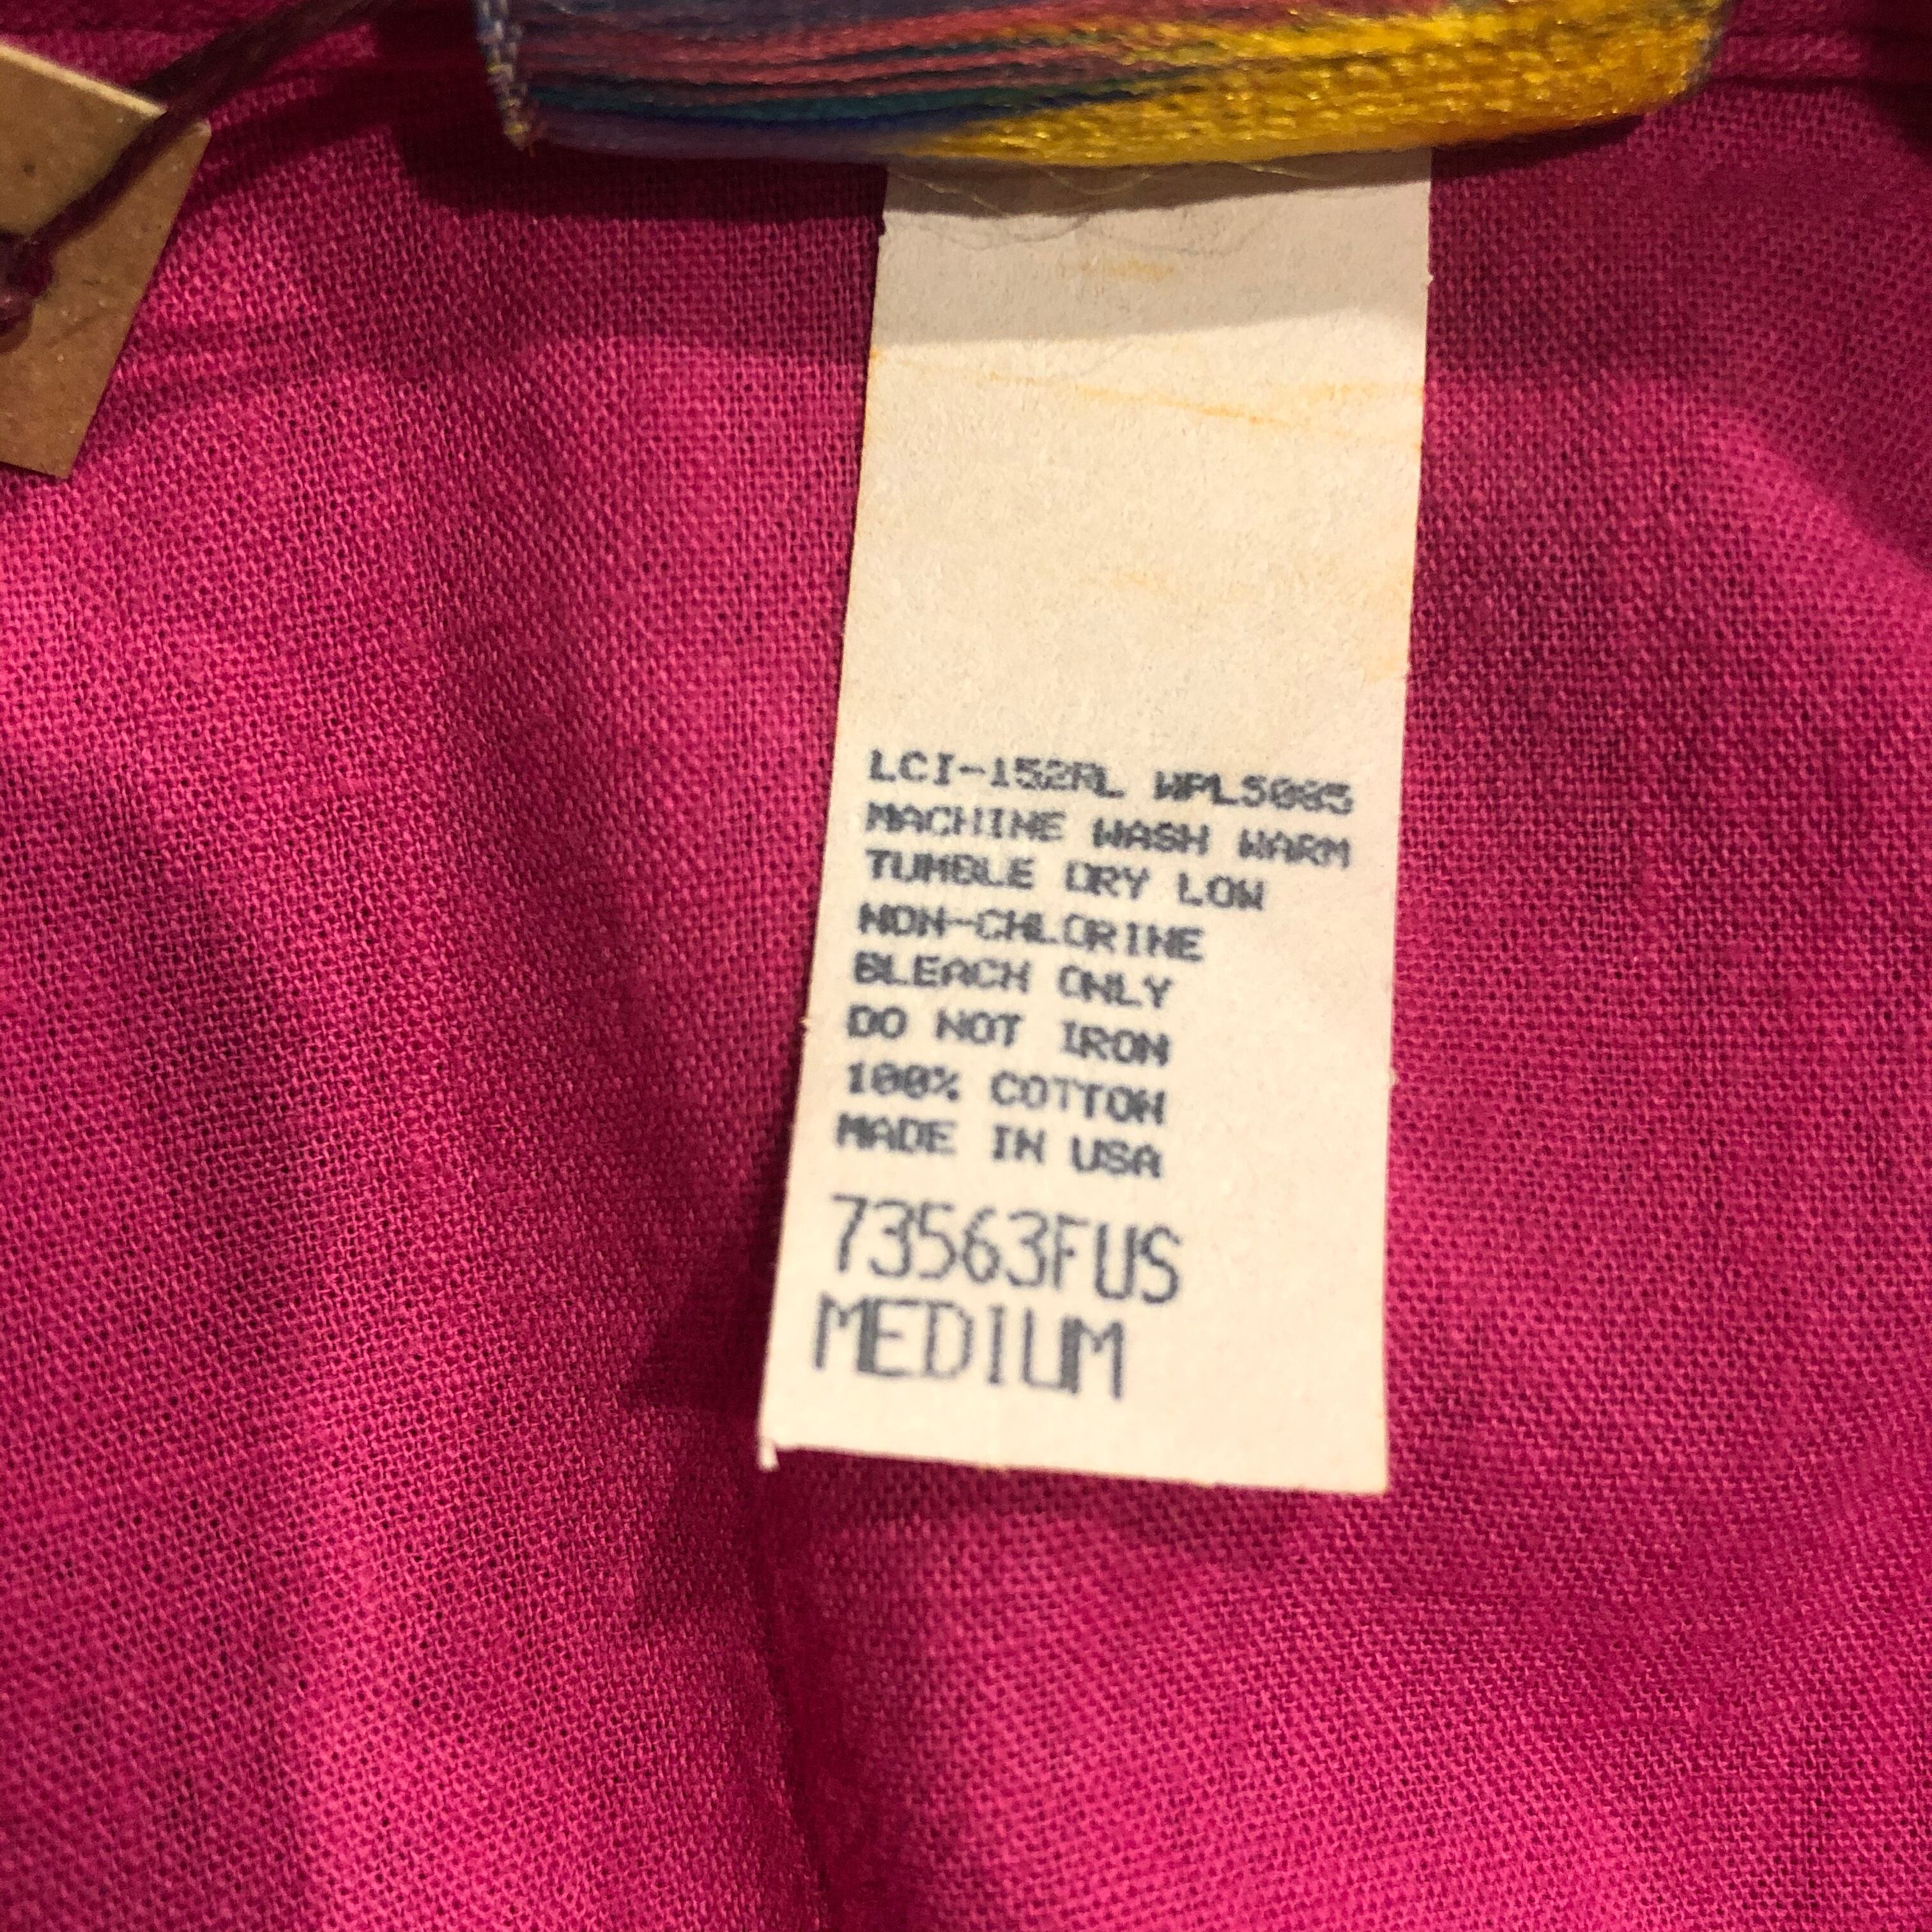 LCI-152RL WPL5085
MACHINE WASH WARM
TUMBLE DRY LOW
NON-CHLORINE
BLEACH ONLY
DO NOT IRON
100% COTTON
MADE IN USA
73563FUS
MEDIUM